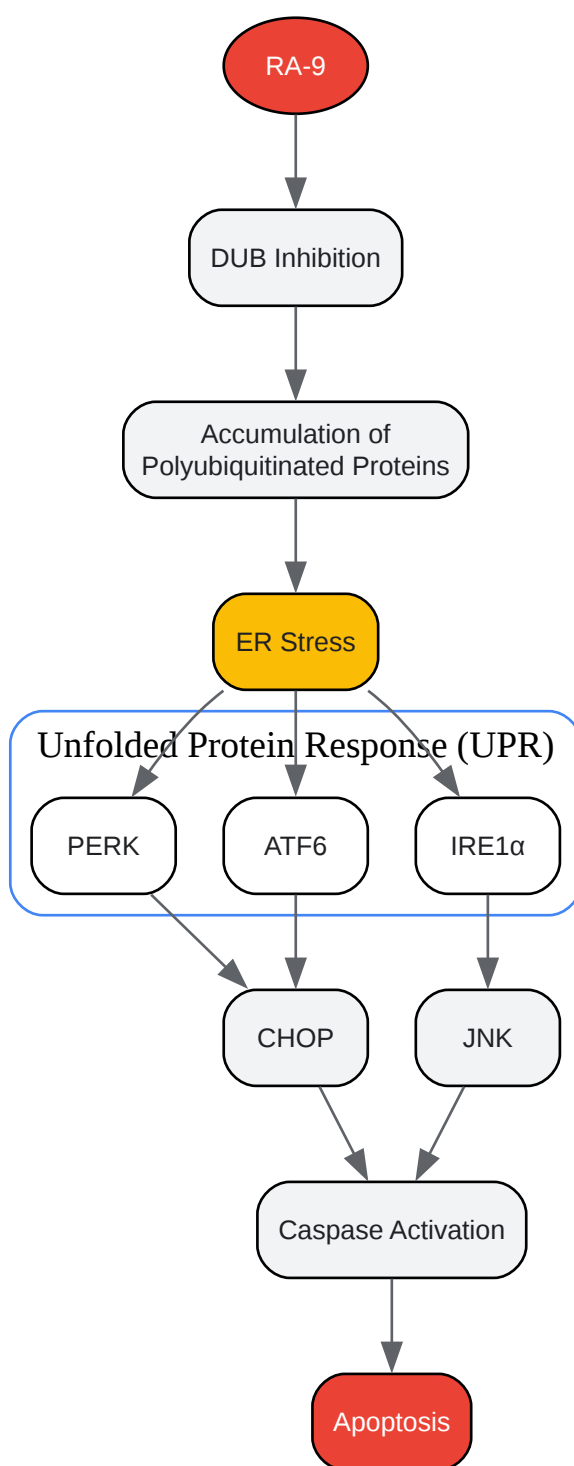 RA-9
DUB Inhibition
Accumulation of
Polyubiquitinated Proteins
ER Stress
Unfolded Protein Response (UPR)
PERK
ATF6
IRE1α
CHOP
JNK
Caspase Activation
Apoptosis